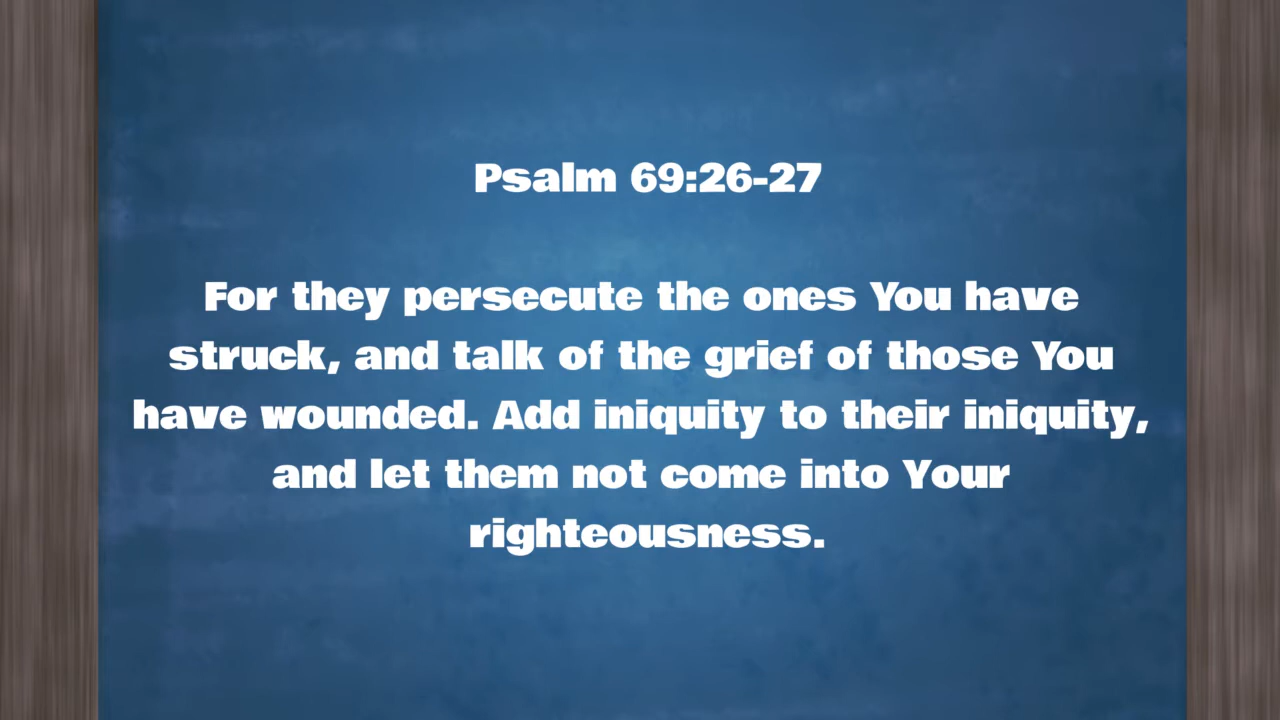 Psalm 69:26-27
For they persecute the ones You have
struck, and talk of the grief of those You
have wounded. Add iniquity to their iniquity,
and let them not come into Your
righteousness.